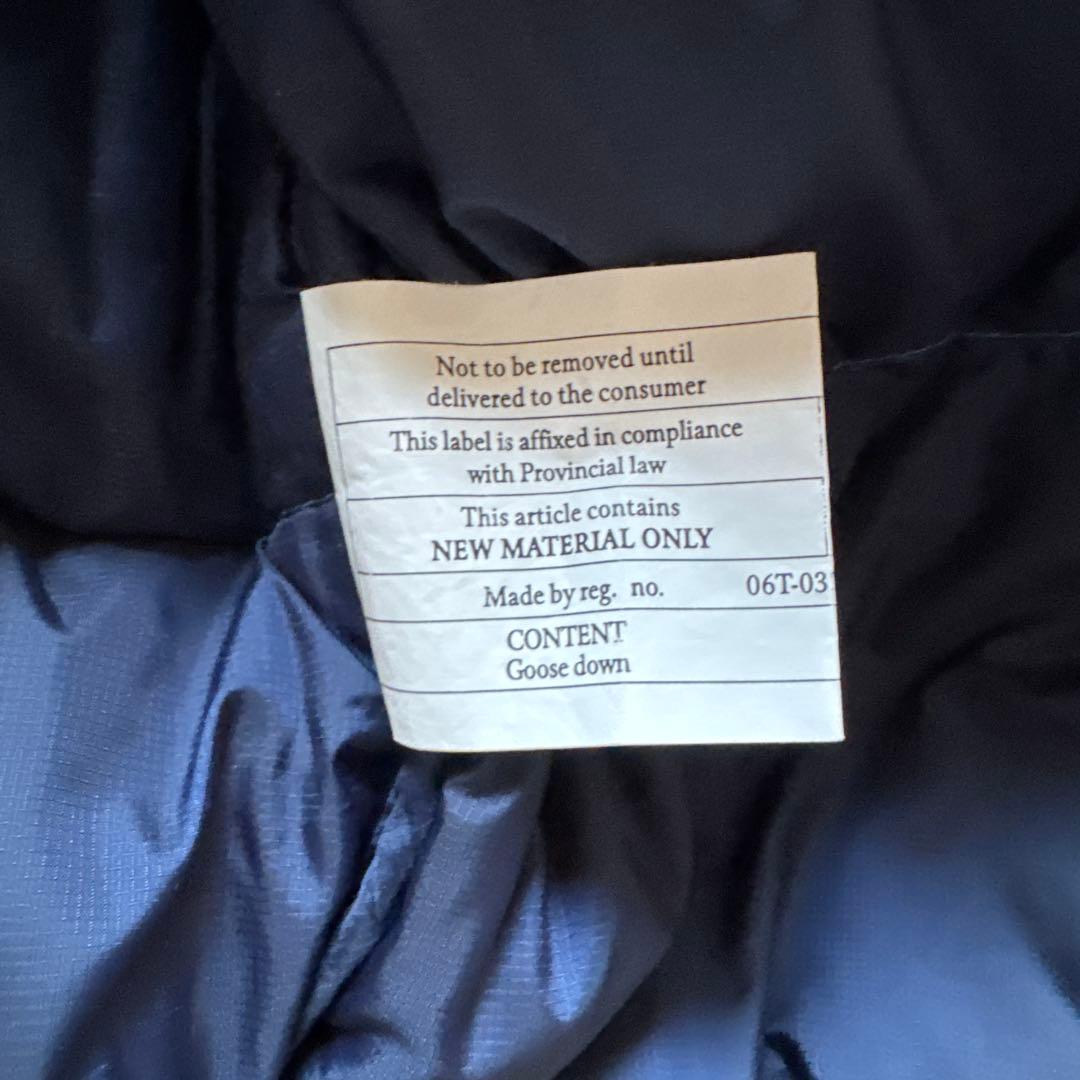 Not to be removed until
delivered to the consumer
This label is affixed in compliance
with Provincial law
This article contains
NEW MATERIAL ONLY
Made by reg. no. 06T-03
CONTENT
Goose down